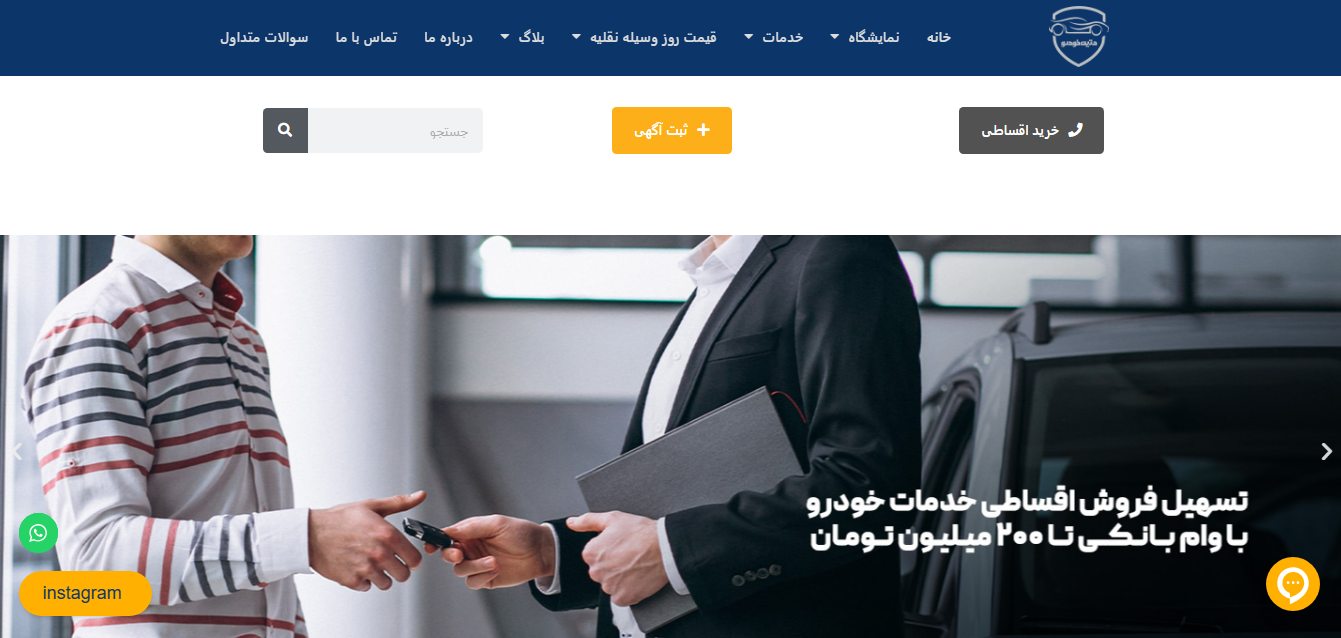 خانه
نمایشگاه
خدمات
قیمت روز وسیله نقلیه
بلاگ
درباره ما
تماس با ما
سوالات متداول
خرید اقساطی
ثبت آگهی
جستجو
تسهیل فروش اقساطی خدمات خودرو
با وام بانکی تا ۲۰۰ میلیون تومان
instagram